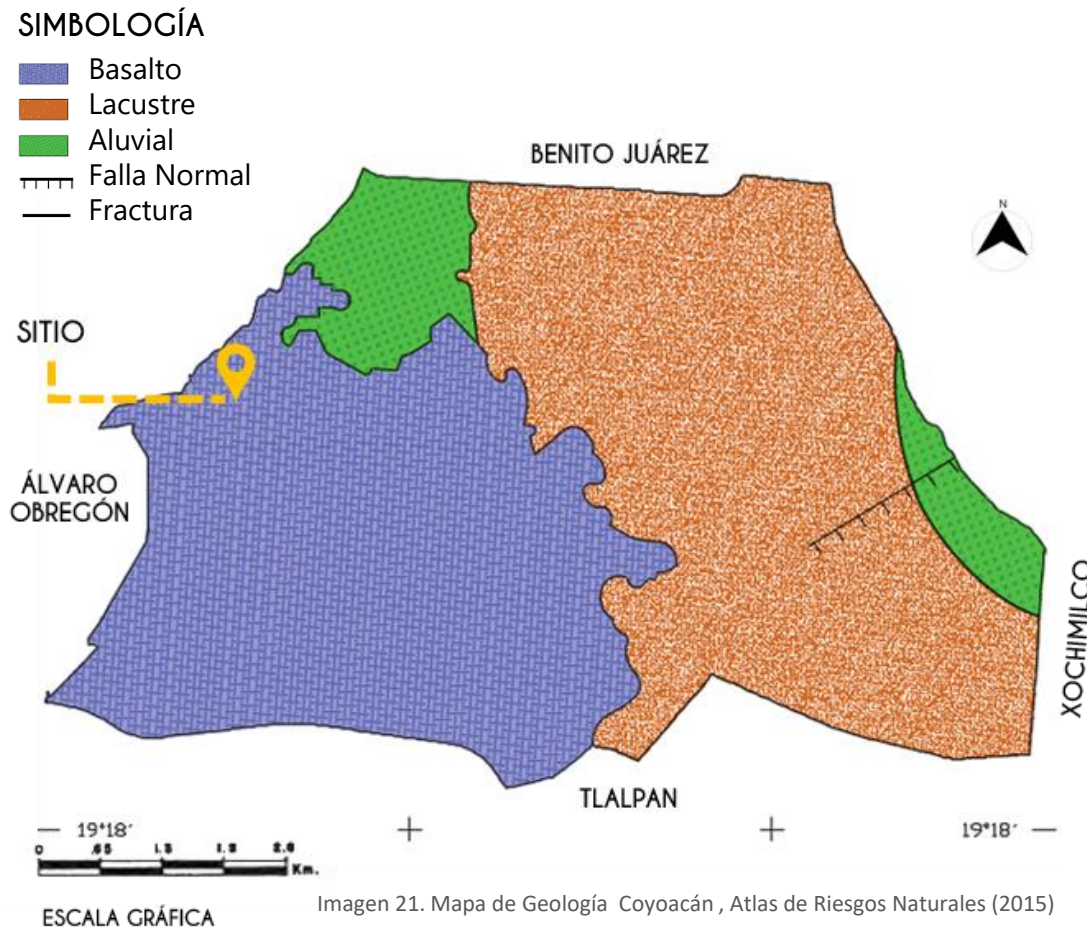 SIMBOLOGÍA
Basalto
Lacustre
Aluvial
Falla Normal
Fractura
BENITO JUÁREZ
N
SITIO
ÁLVARO
OBREGÓN
XOCHIMILCO
TLALPAN
19°18'
19°18'
0
Km.
ESCALA GRÁFICA
Imagen 21. Mapa de Geología Coyoacán , Atlas de Riesgos Naturales (2015)